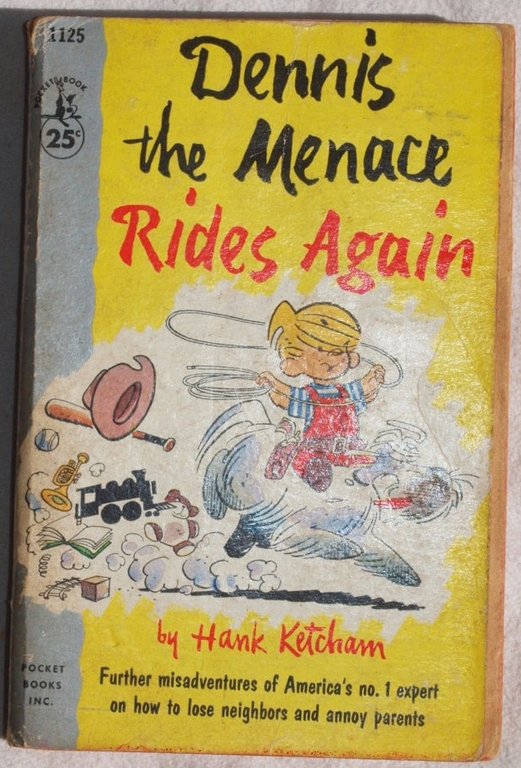 1125
POCKET BOOK
25¢
Dennis
the Menace
Rides Again
by Hank Ketcham
Further misadventures of America's no. 1 expert
on how to lose neighbors and annoy parents
POCKET
BOOKS
INC.